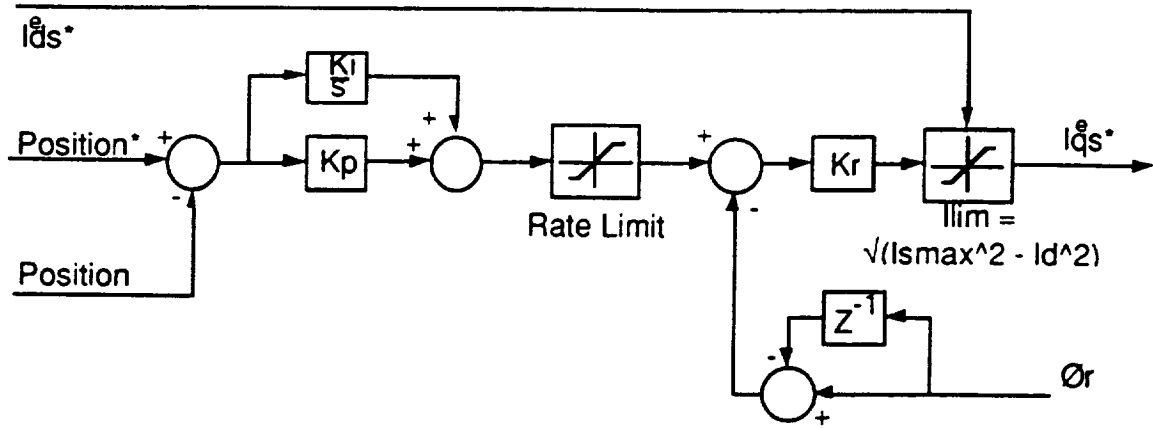 Ids* e
Ki
s
+
+
Position*
+
Kp
-
+
Kr
Iqs* e
-
Rate Limit
Ilim =
√(Ismax^2 - Id^2)
Position
Z -1
-
Ør
+